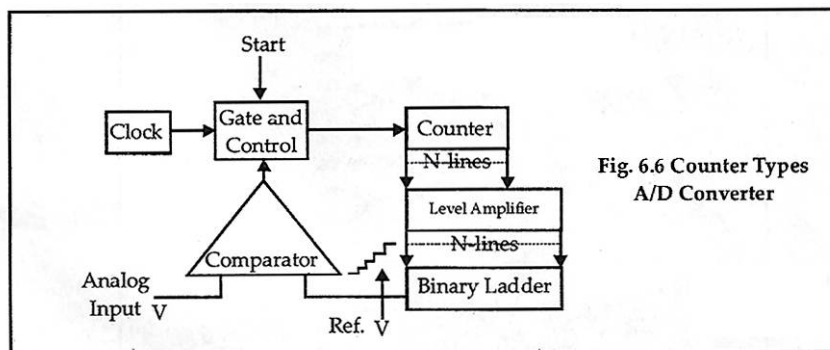 Start
Clock
Gate and
Control
Counter
N-lines
Level Amplifier
N-lines
Binary Ladder
Comparator
Analog
Input V
Ref. V
Fig. 6.6 Counter Types
A/D Converter